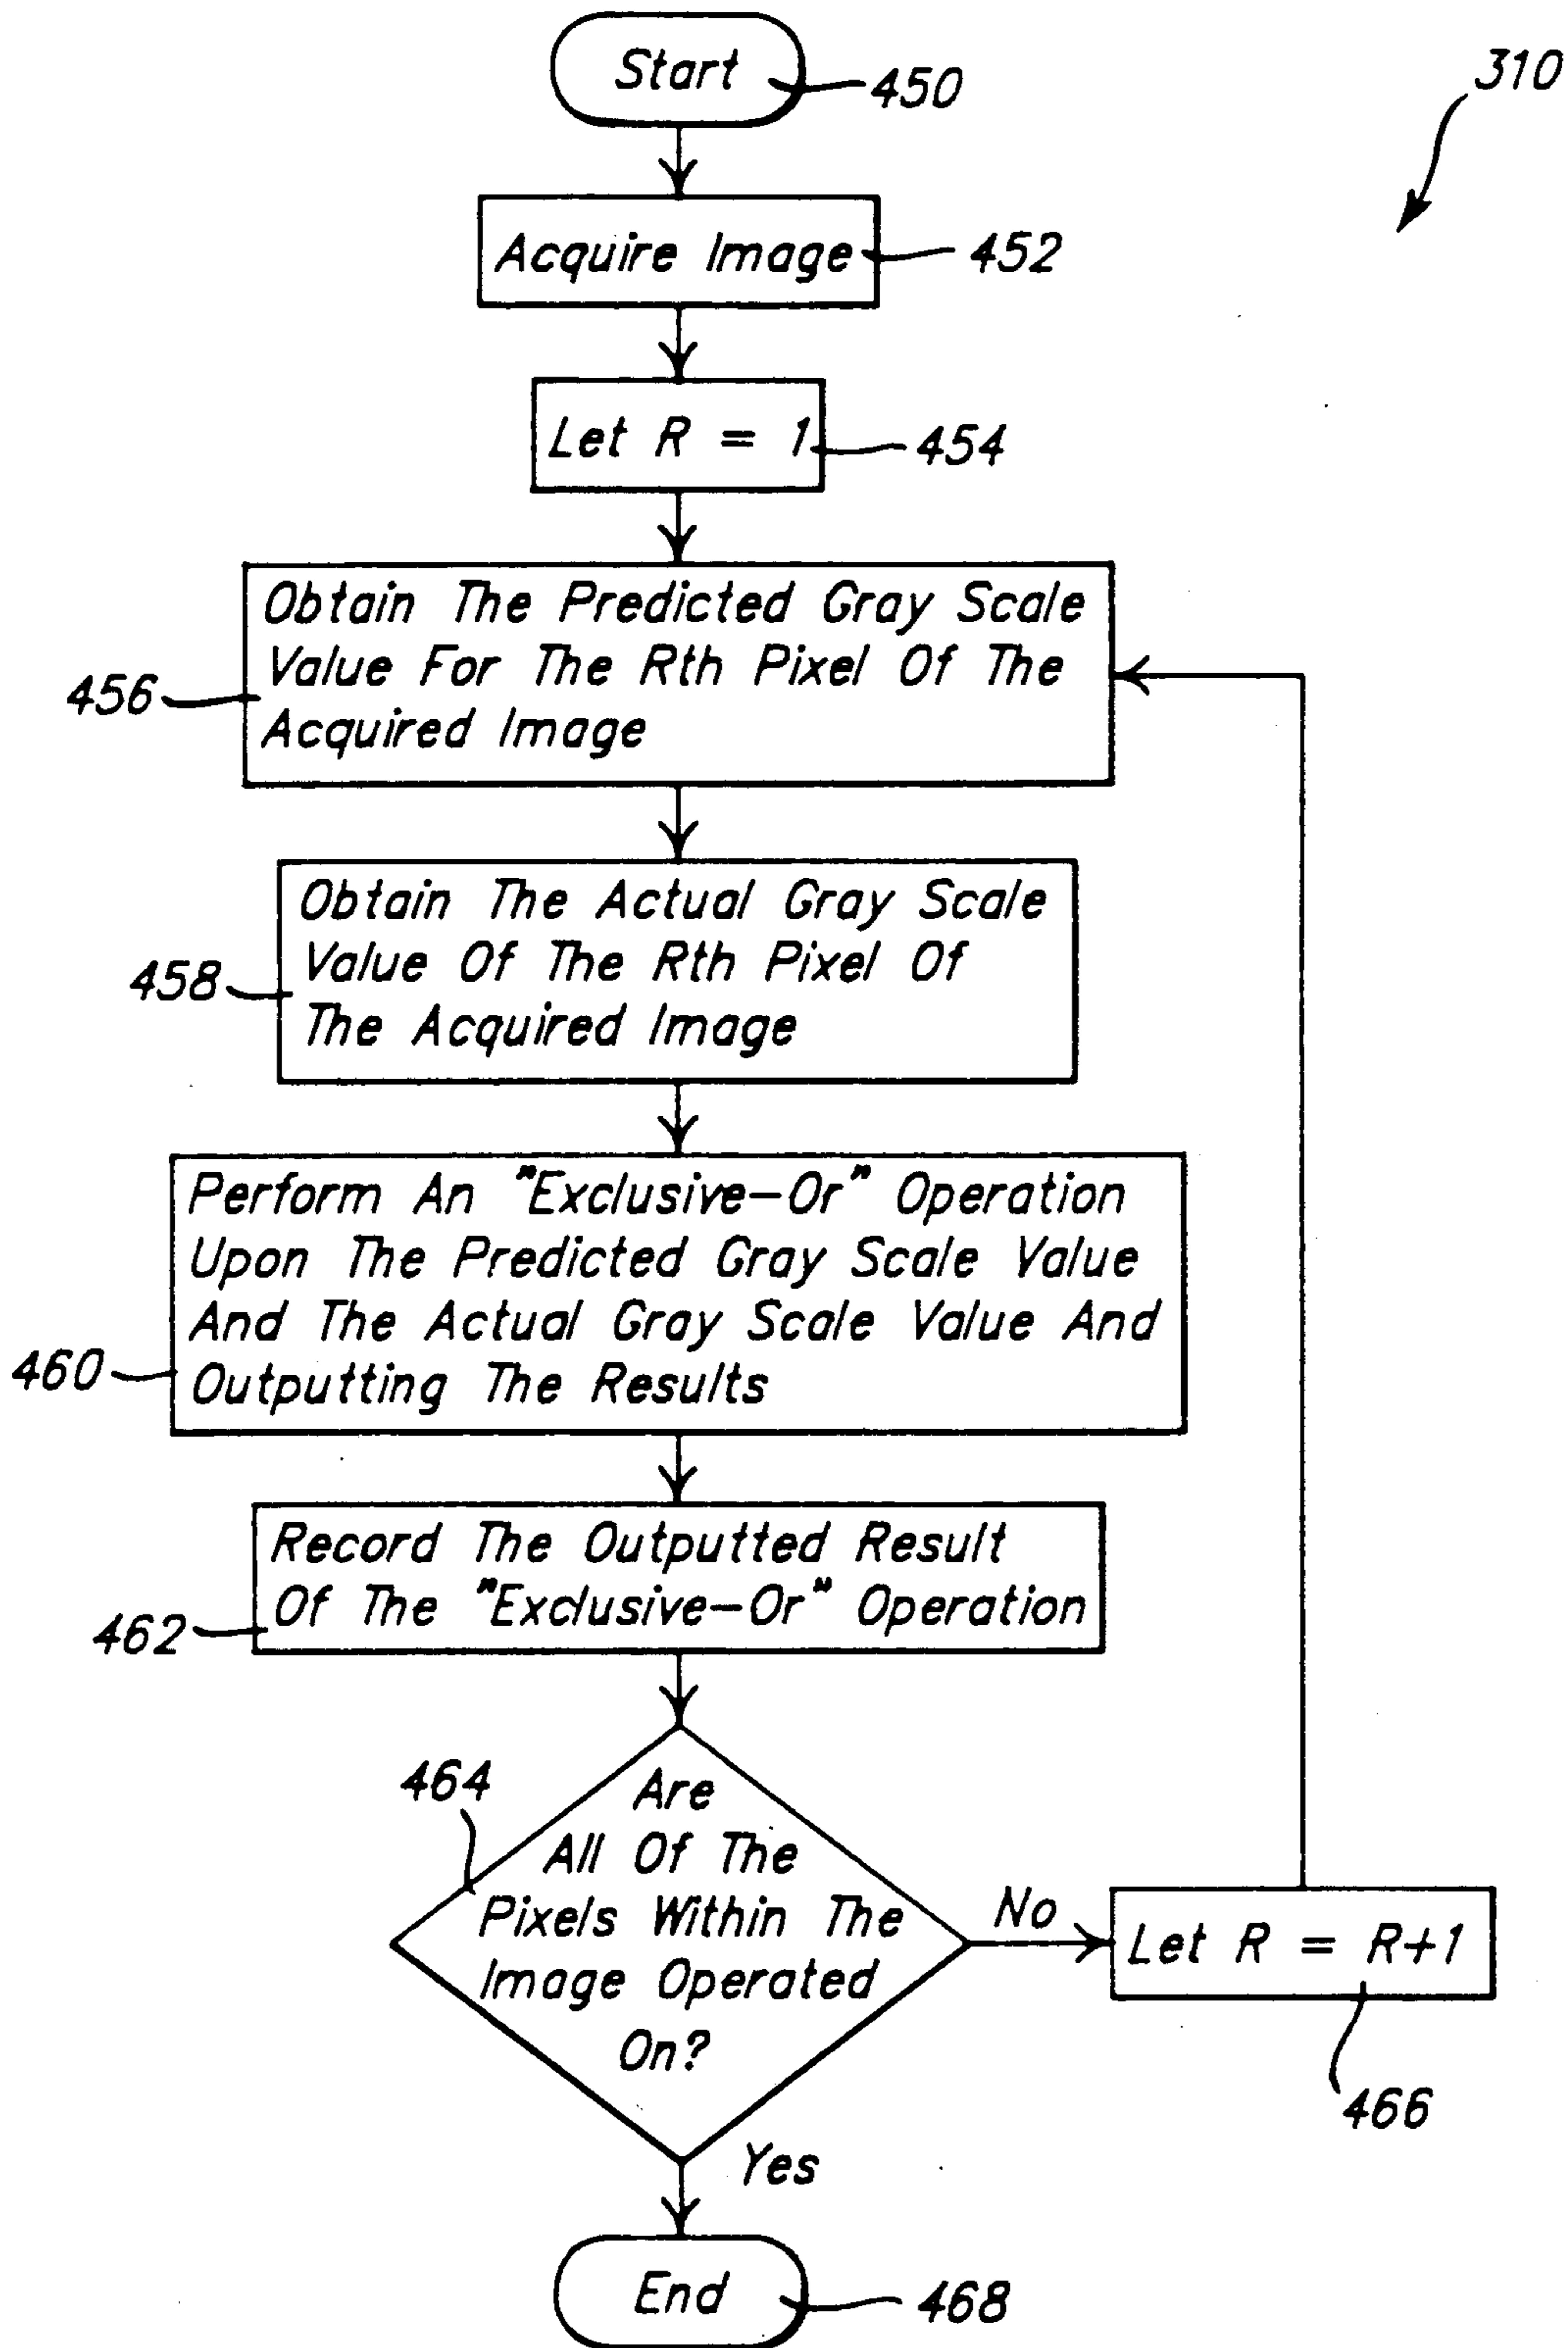 Start
450
310
Acquire Image
452
Let R = 1
454
Obtain The Predicted Gray Scale
Value For The Rth Pixel Of The
Acquired Image
456
Obtain The Actual Gray Scale
Value Of The Rth Pixel Of
The Acquired Image
458
Perform An "Exclusive-Or" Operation
Upon The Predicted Gray Scale Value
And The Actual Gray Scale Value And
Outputting The Results
460
Record The Outputted Result
Of The "Exclusive-Or" Operation
462
464
Are
All Of The
Pixels Within The
Image Operated
On?
No
Let R = R+1
466
Yes
End
468